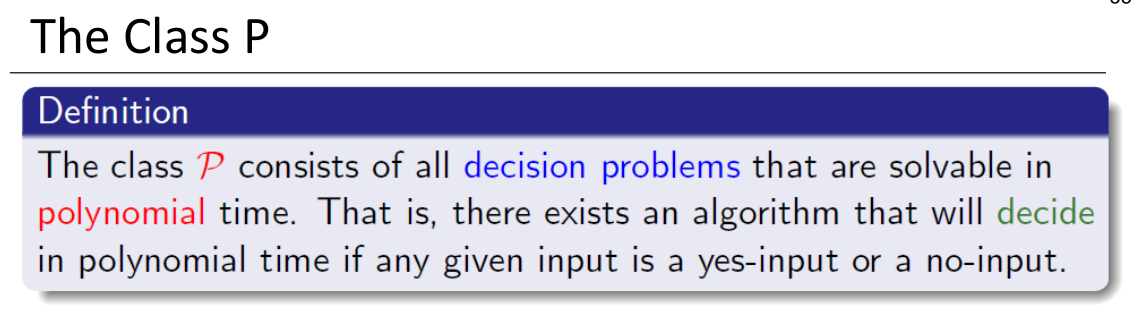 The Class P
Definition
The class 𝒫 consists of all decision problems that are solvable in
polynomial time. That is, there exists an algorithm that will decide
in polynomial time if any given input is a yes-input or a no-input.